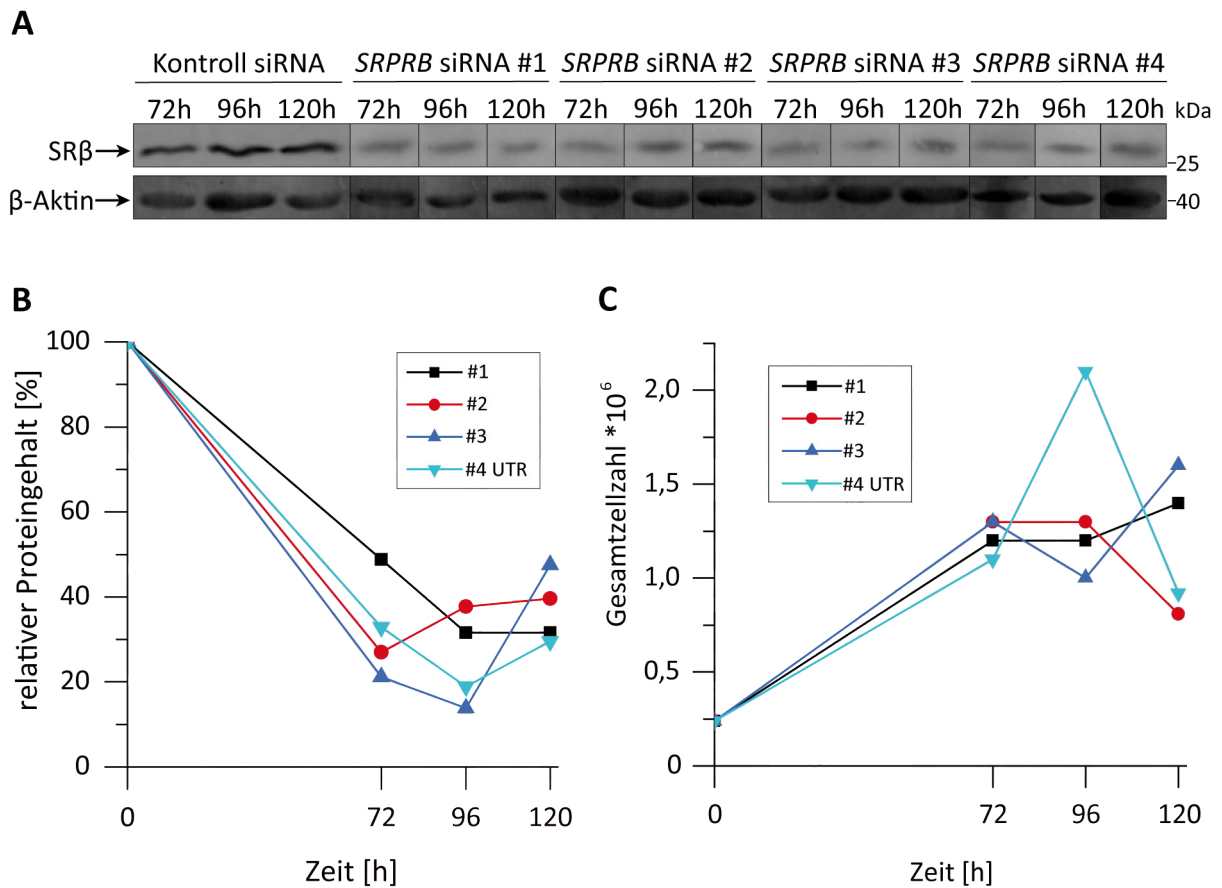 A
Kontroll siRNA SRPRB siRNA #1 SRPRB siRNA #2 SRPRB siRNA #3 SRPRB siRNA #4
72h 96h 120h 72h 96h 120h 72h 96h 120h 72h 96h 120h 72h 96h 120h kDa
SRβ
25
β-Aktin
40
B
relativer Proteingehalt [%]
100
80
60
40
20
0
#1
#2
#3
#4 UTR
0 72 96 120
Zeit [h]
C
Gesamtzellzahl *10⁶
2,0
1,5
1,0
0,5
0
#1
#2
#3
#4 UTR
0 72 96 120
Zeit [h]